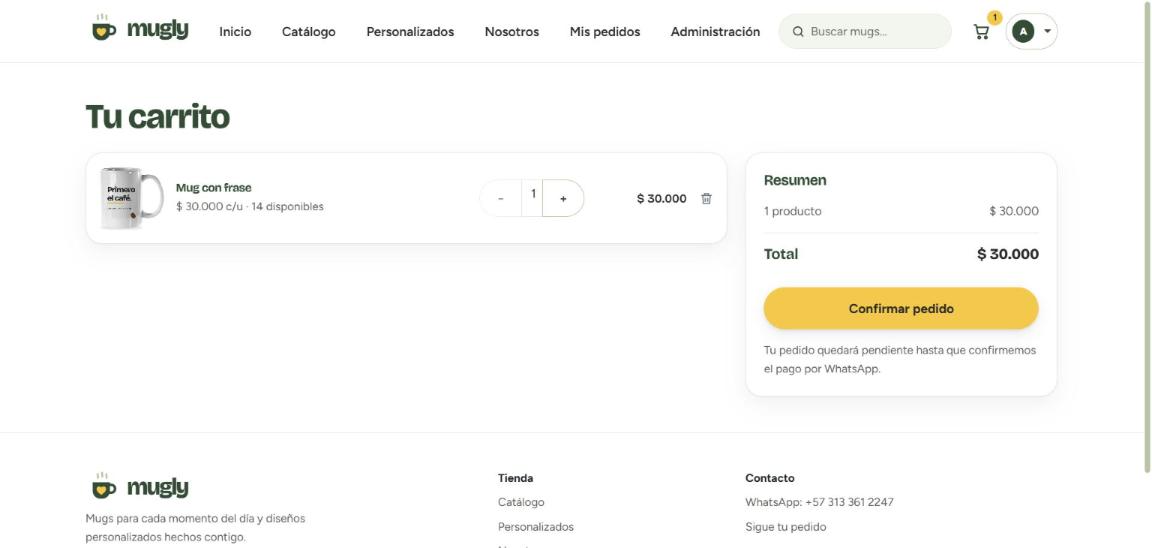 mugly
Inicio
Catálogo
Personalizados
Nosotros
Mis pedidos
Administración
Buscar mugs...
1
A
Tu carrito
Primero
el café.
Mug con frase
$ 30.000 c/u · 14 disponibles
-
1
+
$ 30.000
Resumen
1 producto
$ 30.000
Total
$ 30.000
Confirmar pedido
Tu pedido quedará pendiente hasta que confirmemos
el pago por WhatsApp.
mugly
Mugs para cada momento del día y diseños
personalizados hechos contigo.
Tienda
Catálogo
Personalizados
Contacto
WhatsApp: +57 313 361 2247
Sigue tu pedido